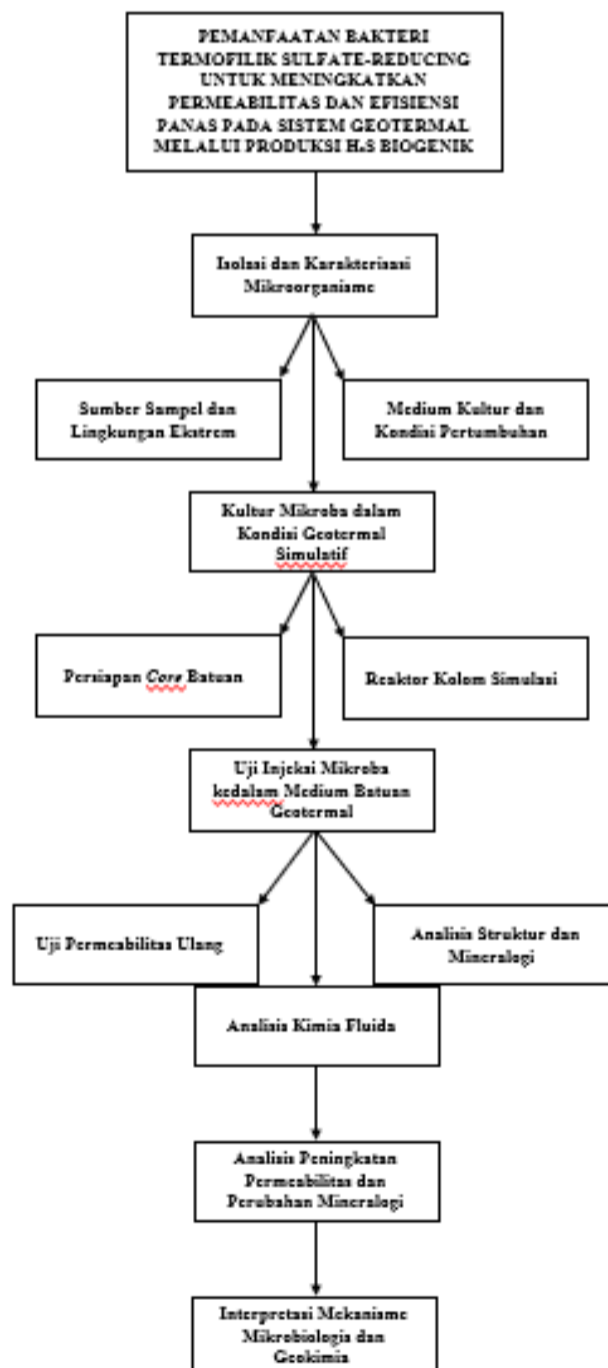 PEMANFAATAN BAKTERI
TERMOFILIK SULFATE-REDUCING
UNTUK MENINGKATKAN
PERMEABILITAS DAN EFISIENSI
PANAS PADA SISTEM GEOTERMAL
MELALUI PRODUKSI H₂S BIOGENIK
Isolasi dan Karakterisasi
Mikroorganisme
Sumber Sampel dan
Lingkungan Ekstrem
Medium Kultur dan
Kondisi Pertumbuhan
Kultur Mikroba dalam
Kondisi Geotermal
Simulatif
Persiapan Core Batuan
Reaktor Kolom Simulasi
Uji Injeksi Mikroba
kedalam Medium Batuan
Geotermal
Uji Permeabilitas Ulang
Analisis Struktur dan
Mineralogi
Analisis Kimia Fluida
Analisis Peningkatan
Permeabilitas dan
Perubahan Mineralogi
Interpretasi Mekanisme
Mikrobiologis dan
Geokimia